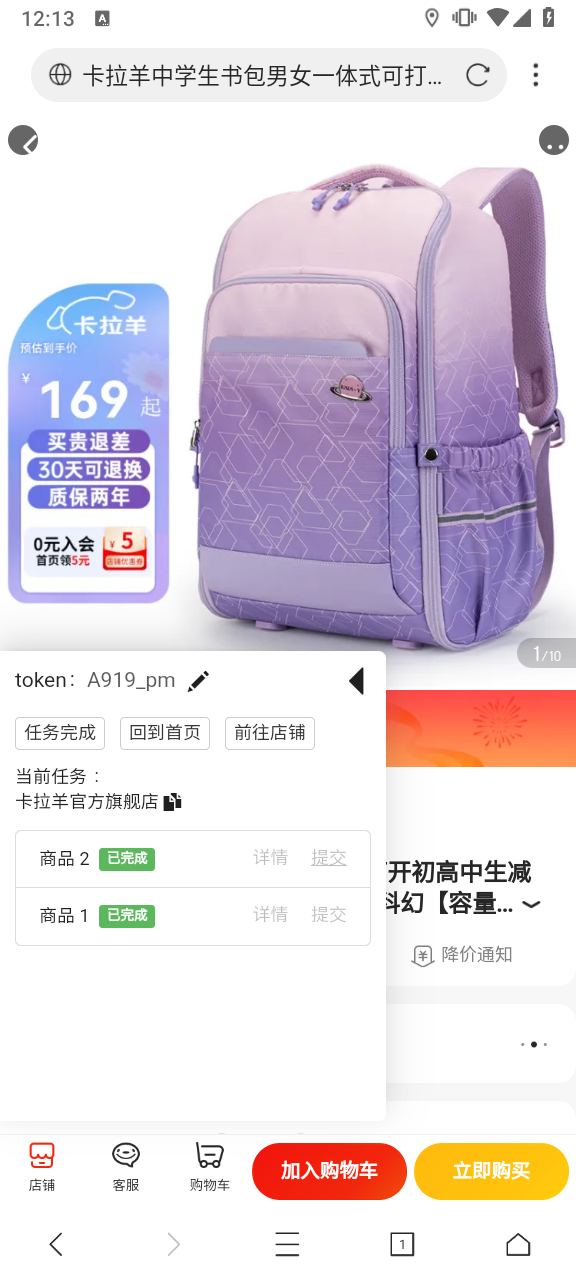 12:13
A
卡拉羊中学生书包男女一体式可打...
卡拉羊
预估到手价
¥169起
买贵退差
30天可退换
质保两年
0元入会
首页领5元
¥5
店铺优惠券
1/10
token： A919_pm
任务完成 回到首页 前往店铺
当前任务：
卡拉羊官方旗舰店
商品 2 已完成 详情 提交
商品 1 已完成 详情 提交
开初高中生减
科幻【容量...
¥ 降价通知
店铺 客服 购物车 加入购物车 立即购买
1